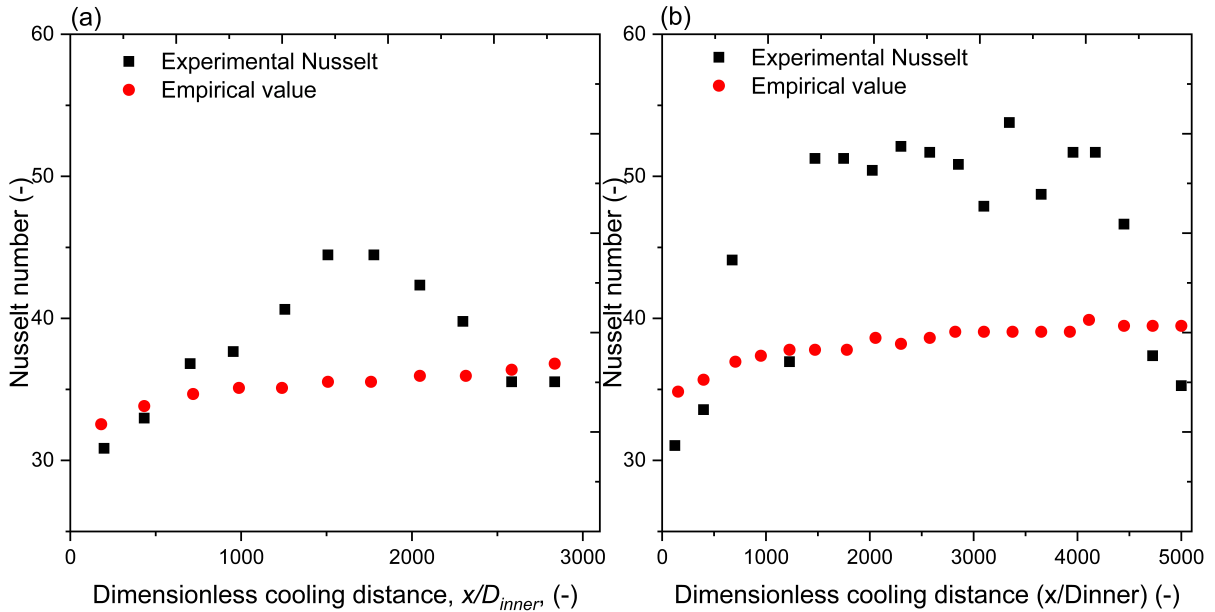 (a)
60
50
40
30
Nusselt number (-)
Experimental Nusselt
Empirical value
0 1000 2000 3000
Dimensionless cooling distance, x/Dinner, (-)
(b)
60
50
40
30
Nusselt number (-)
Experimental Nusselt
Empirical value
0 1000 2000 3000 4000 5000
Dimensionless cooling distance (x/Dinner) (-)